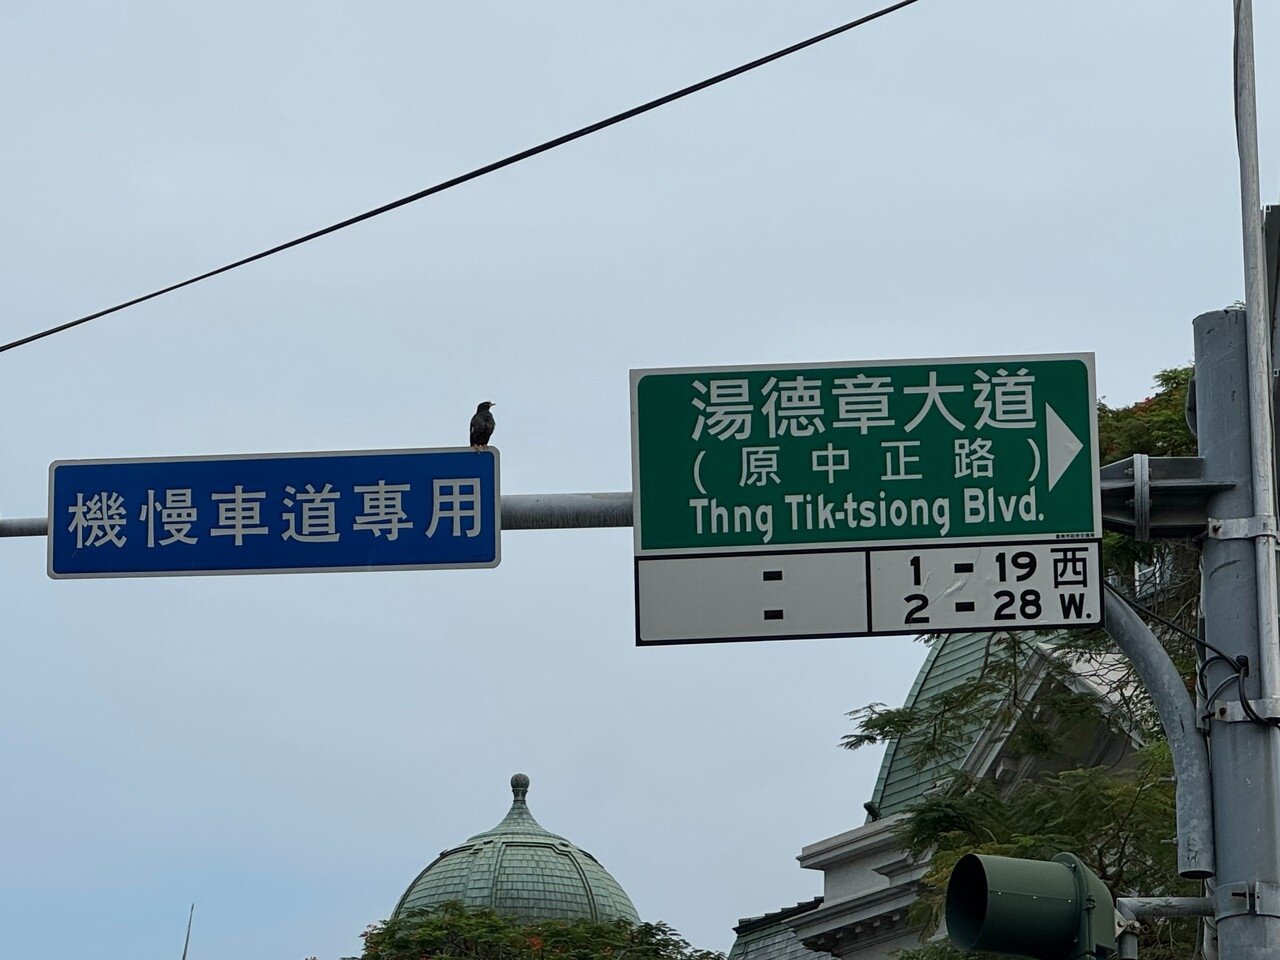 機慢車道專用
湯德章大道
(原中正路)
Thng Tik-tsiong Blvd.
- 1 - 19 西
- 2 - 28 W.